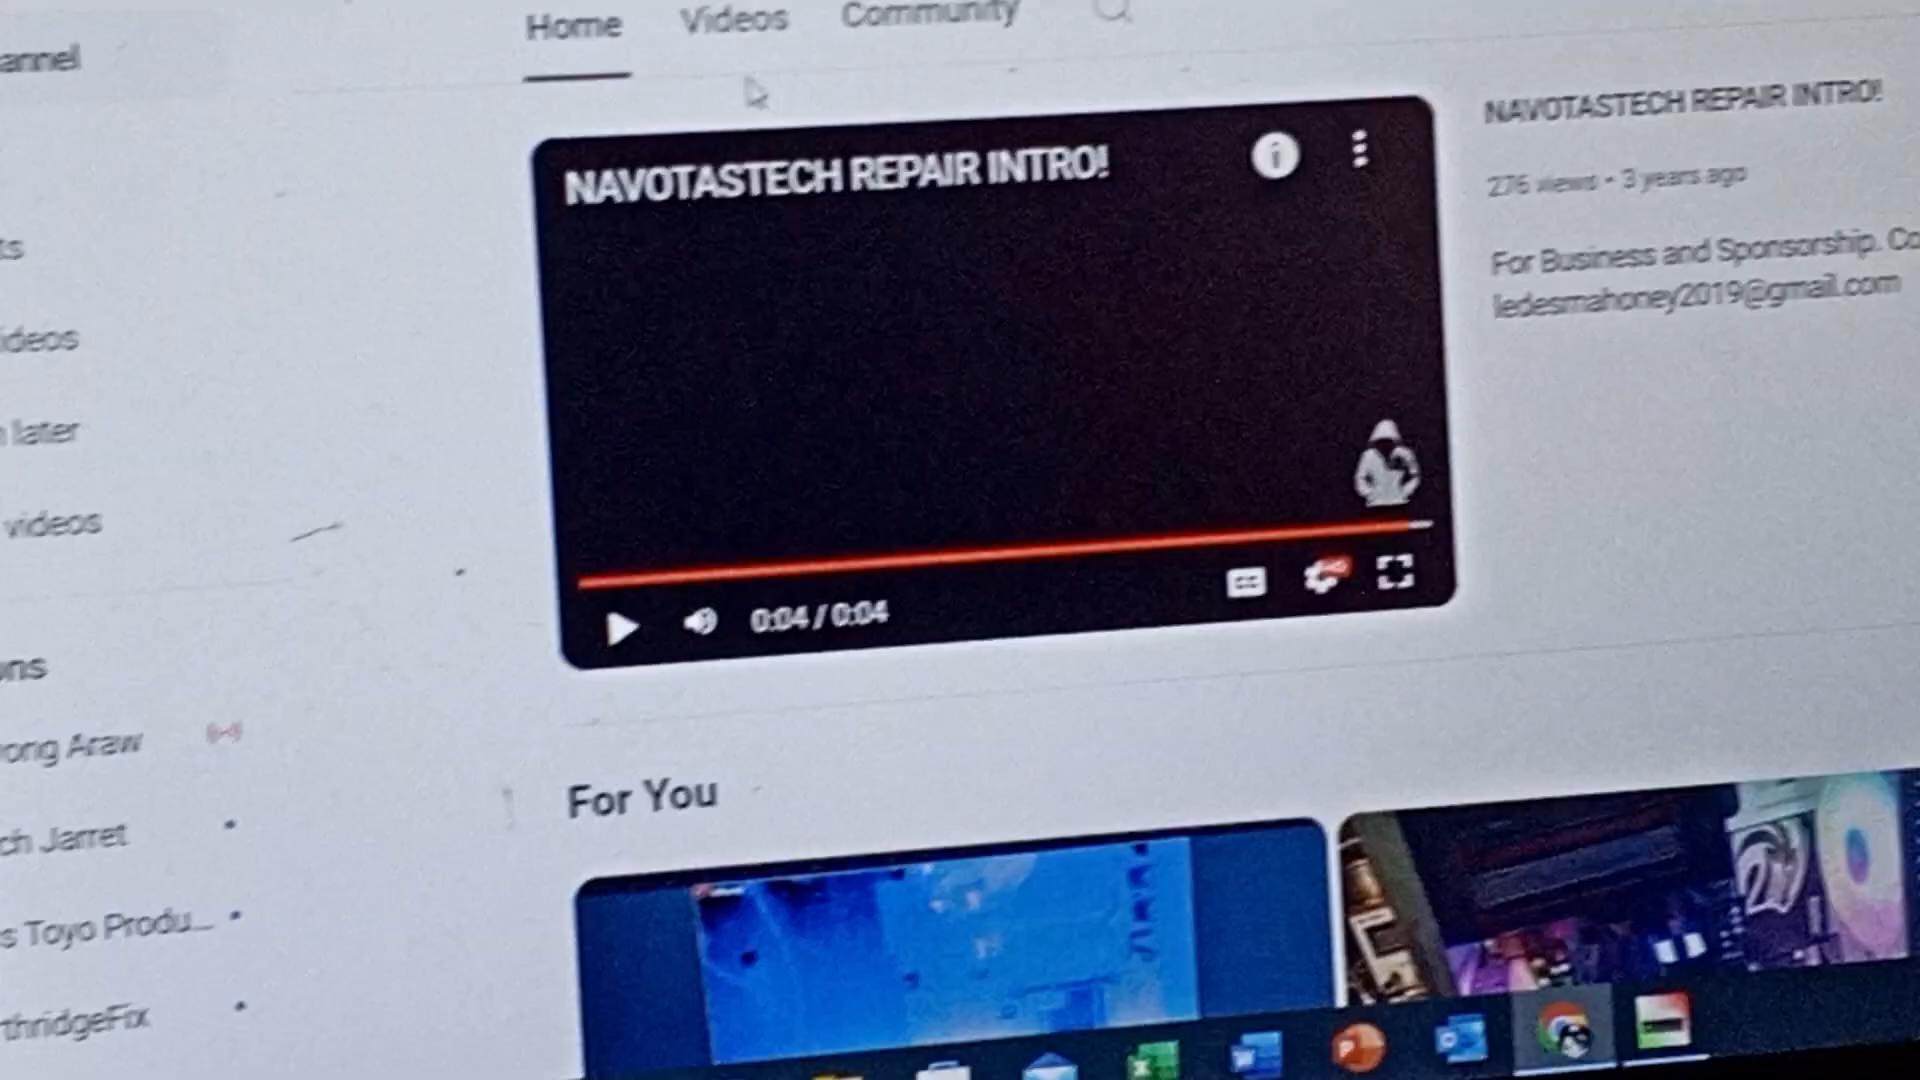 Home Videos Community
annel
NAVOTASTECH REPAIR INTRO!
NAVOTASTECH REPAIR INTRO!
276 views • 3 years ago
For Business and Sponsorship. Co
ledesmahoney2019@gmail.com
ts
ideos
later
videos
0:04 / 0:04
ons
ong Araw
ch Jarret
s Toyo Produ...
thridgeFix
For You